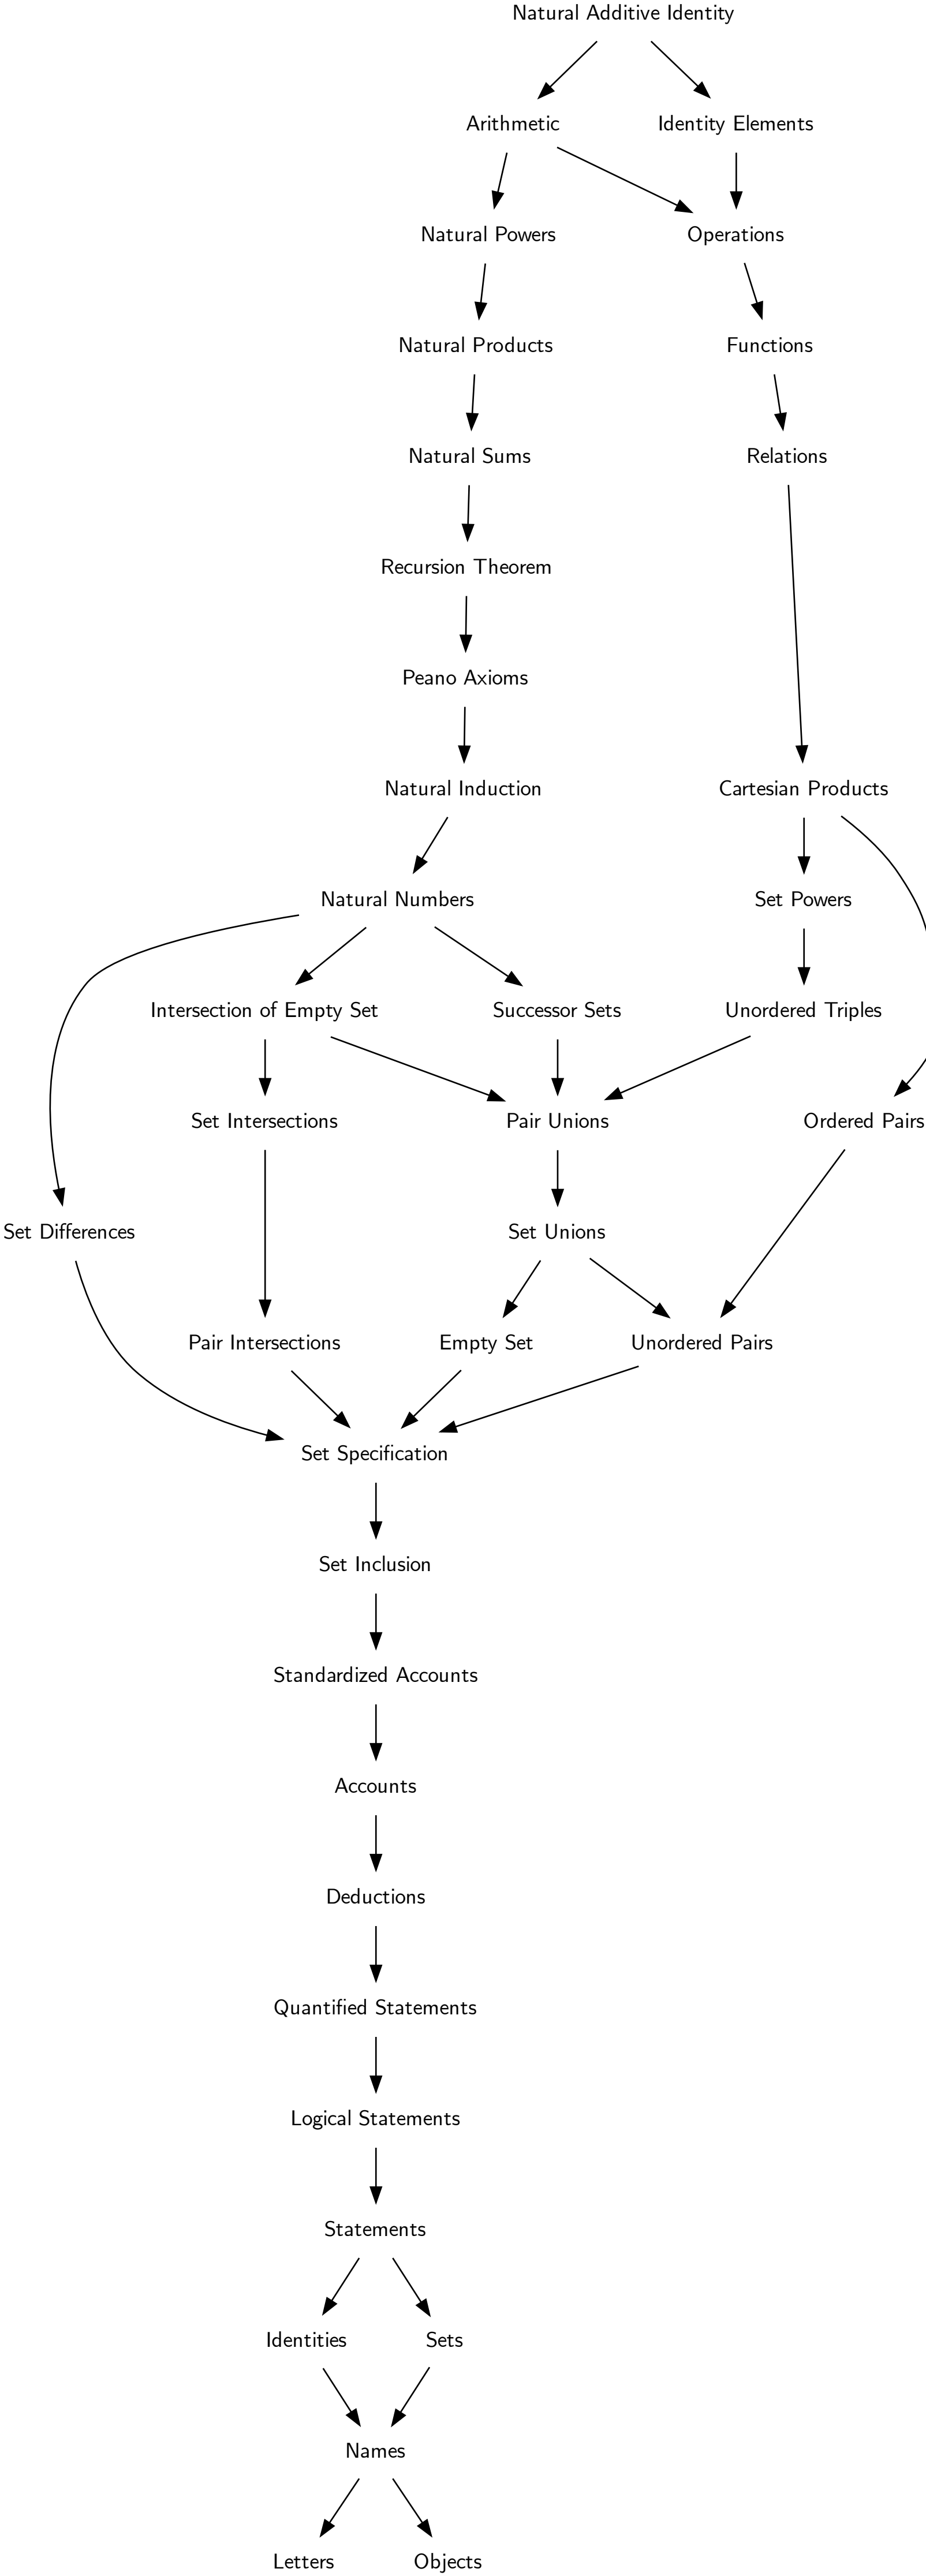 Natural Additive Identity
Arithmetic
Identity Elements
Natural Powers
Operations
Natural Products
Functions
Natural Sums
Relations
Recursion Theorem
Peano Axioms
Natural Induction
Cartesian Products
Natural Numbers
Set Powers
Intersection of Empty Set
Successor Sets
Unordered Triples
Set Intersections
Pair Unions
Ordered Pairs
Set Differences
Set Unions
Pair Intersections
Empty Set
Unordered Pairs
Set Specification
Set Inclusion
Standardized Accounts
Accounts
Deductions
Quantified Statements
Logical Statements
Statements
Identities
Sets
Names
Letters
Objects